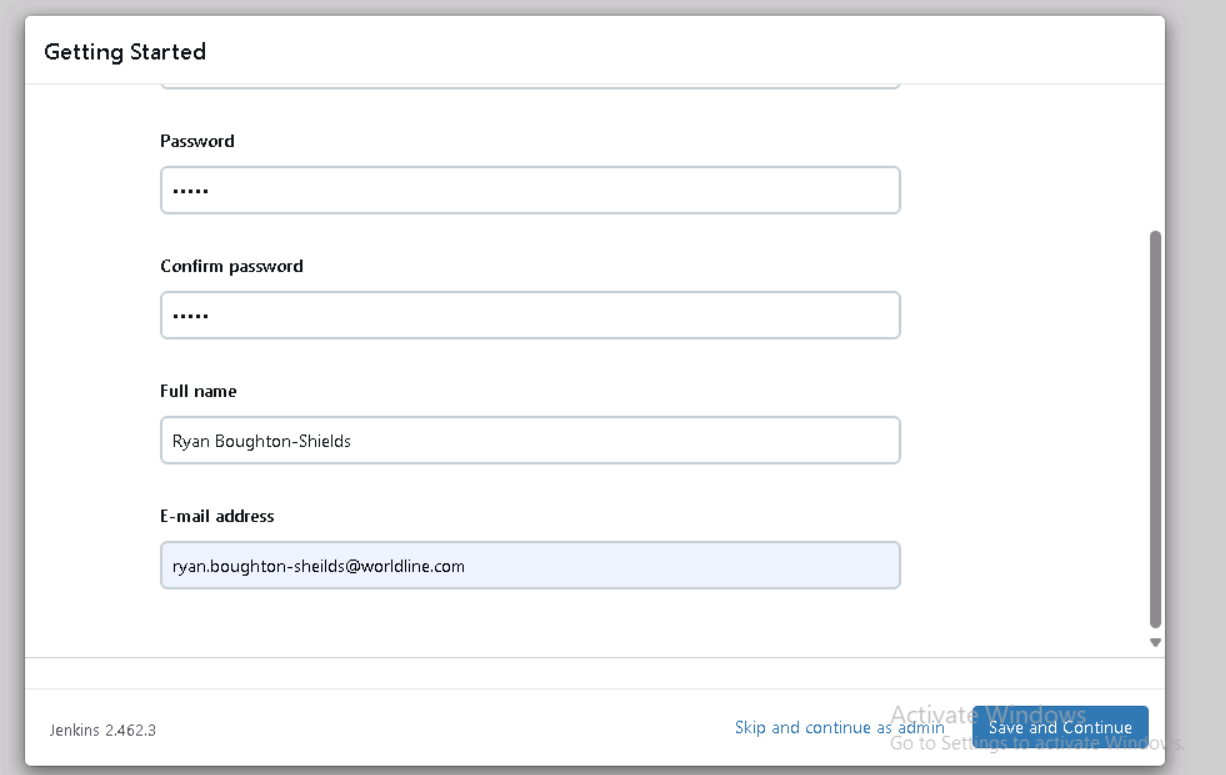 Getting Started
Password
•••••
Confirm password
•••••
Full name
Ryan Boughton-Shields
E-mail address
ryan.boughton-sheilds@worldline.com
Jenkins 2.462.3
Skip and continue as admin
Save and Continue
Activate Windows
Go to Settings to activate Windows.